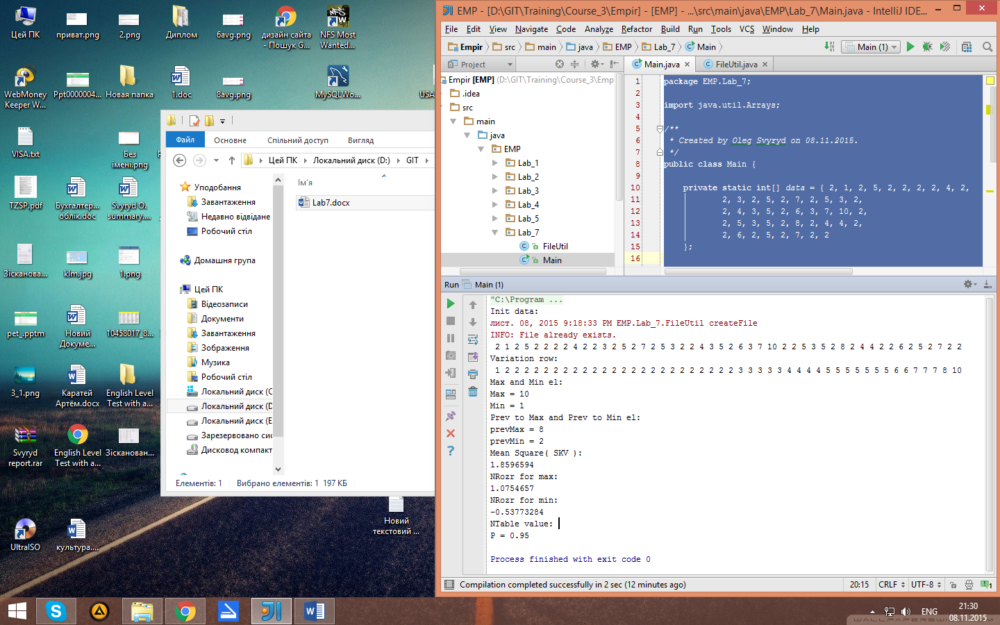 Цей ПК
приват.png
2.png
Диплом
6avg.png
дизайн сайта - Пошук G...
NFS Most Wanted...
WebMoney Keeper W...
Ppt0000004...
Новая папка
1.doc
8avg.png
MySQLWo...
USA
VISA.txt
Без імені.png
TZSP.pdf
Бухгалтер... облік.doc
Svyryd O. summary....
Зісканова...
klm.jpg
1.png
pet_.pptm
Новий Докуме...
10458017_8...
3_1.png
Каратей Артём.docx
English Level Test with a...
Svyryd report.rar
English Level Test with a...
Зісканован...
UltraISO
культура....
Новий текстовий ...
Файл
Основне
Спільний доступ
Вигляд
Цей ПК
Локальний диск (D:)
GIT
Ім'я
Lab7.docx
Уподобання
Завантаження
Недавно відвідане
Робочий стіл
Домашня група
Цей ПК
Відеозаписи
Документи
Завантаження
Зображення
Музика
Робочий стіл
Локальний диск (C
Локальний диск (D
Локальний диск (E
Зарезервовано сис
Дисковод компакт
Елементів: 1
Вибрано елементів: 1 197 КБ
EMP - [D:\GIT\Training\Course_3\Empir] - [EMP] - ...\src\main\java\EMP\Lab_7\Main.java - IntelliJ IDE...
File Edit View Navigate Code Analyze Refactor Build Run Tools VCS Window Help
Empir src main java EMP Lab_7 Main
Main (1)
Project
Main.java
FileUtil.java
Empir [EMP] (D:\GIT\Training\Course_3\Emp
.idea
src
main
java
EMP
Lab_1
Lab_2
Lab_3
Lab_4
Lab_5
Lab_7
FileUtil
Main
1 package EMP.Lab_7;
2
3 import java.util.Arrays;
4
5 /**
6 * Created by Oleg Svyryd on 08.11.2015.
7 */
8 public class Main {
9
10 private static int[] data = { 2, 1, 2, 5, 2, 2, 2, 2, 4, 2,
11 2, 3, 2, 5, 2, 7, 2, 5, 3, 2,
12 2, 4, 3, 5, 2, 6, 3, 7, 10, 2,
13 2, 5, 3, 5, 2, 8, 2, 4, 4, 2,
14 2, 6, 2, 5, 2, 7, 2, 2
15 };
16
Run Main (1)
"C:\Program ...
Init data:
лист. 08, 2015 9:18:33 PM EMP.Lab_7.FileUtil createFile
INFO: File already exists.
2 1 2 5 2 2 2 2 4 2 2 3 2 5 2 7 2 5 3 2 2 4 3 5 2 6 3 7 10 2 2 5 3 5 2 8 2 4 4 2 2 6 2 5 2 7 2 2
Variation row:
1 2 2 2 2 2 2 2 2 2 2 2 2 2 2 2 2 2 2 2 2 2 2 2 2 3 3 3 3 3 4 4 4 4 5 5 5 5 5 5 5 6 6 7 7 7 8 10
Max and Min el:
Max = 10
Min = 1
Prev to Max and Prev to Min el:
prevMax = 8
prevMin = 2
Mean Square( SKV ):
1.8596594
NRozr for max:
1.0754657
NRozr for min:
-0.53773284
NTable value:
P = 0.95
Process finished with exit code 0
Compilation completed successfully in 2 sec (12 minutes ago)
20:15 CRLF UTF-8
ENG
21:30
08.11.2015